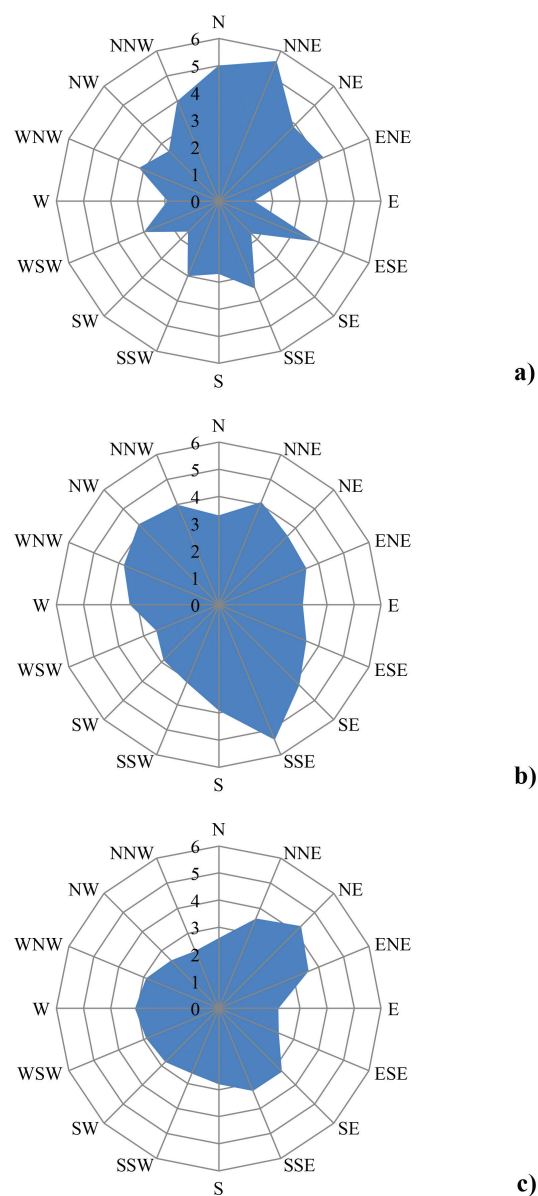 N
NNW 6 NNE
5
NW 4 NE
3
WNW 2 ENE
1
W 0 E
WSW ESE
SW SE
SSW SSE
S
a)
N
NNW 6 NNE
5
NW 4 NE
3
WNW 2 ENE
1
W 0 E
WSW ESE
SW SE
SSW SSE
S
b)
N
NNW 6 NNE
5
NW 4 NE
3
WNW 2 ENE
1
W 0 E
WSW ESE
SW SE
SSW SSE
S
c)